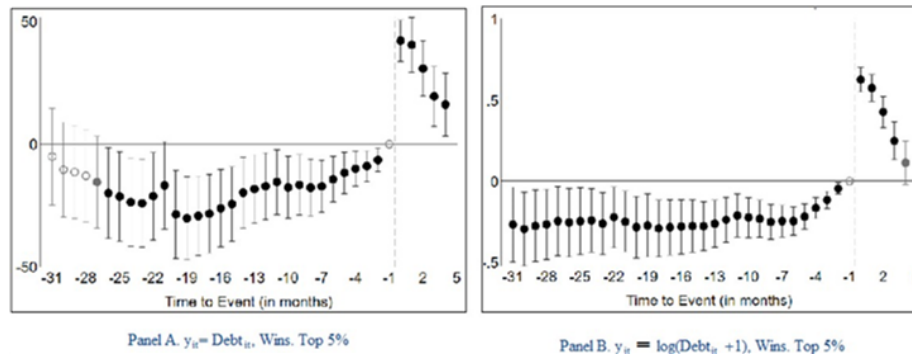 50
0
-50
-31 -28 -25 -22 -19 -16 -13 -10 -7 -4 -1 2 5
Time to Event (in months)
Panel A. yit= Debtit, Wins. Top 5%
1
.5
0
-.5
-31 -28 -25 -22 -19 -16 -13 -10 -7 -4 -1 2
Time to Event (in months)
Panel B. yit = log(Debtit +1), Wins. Top 5%